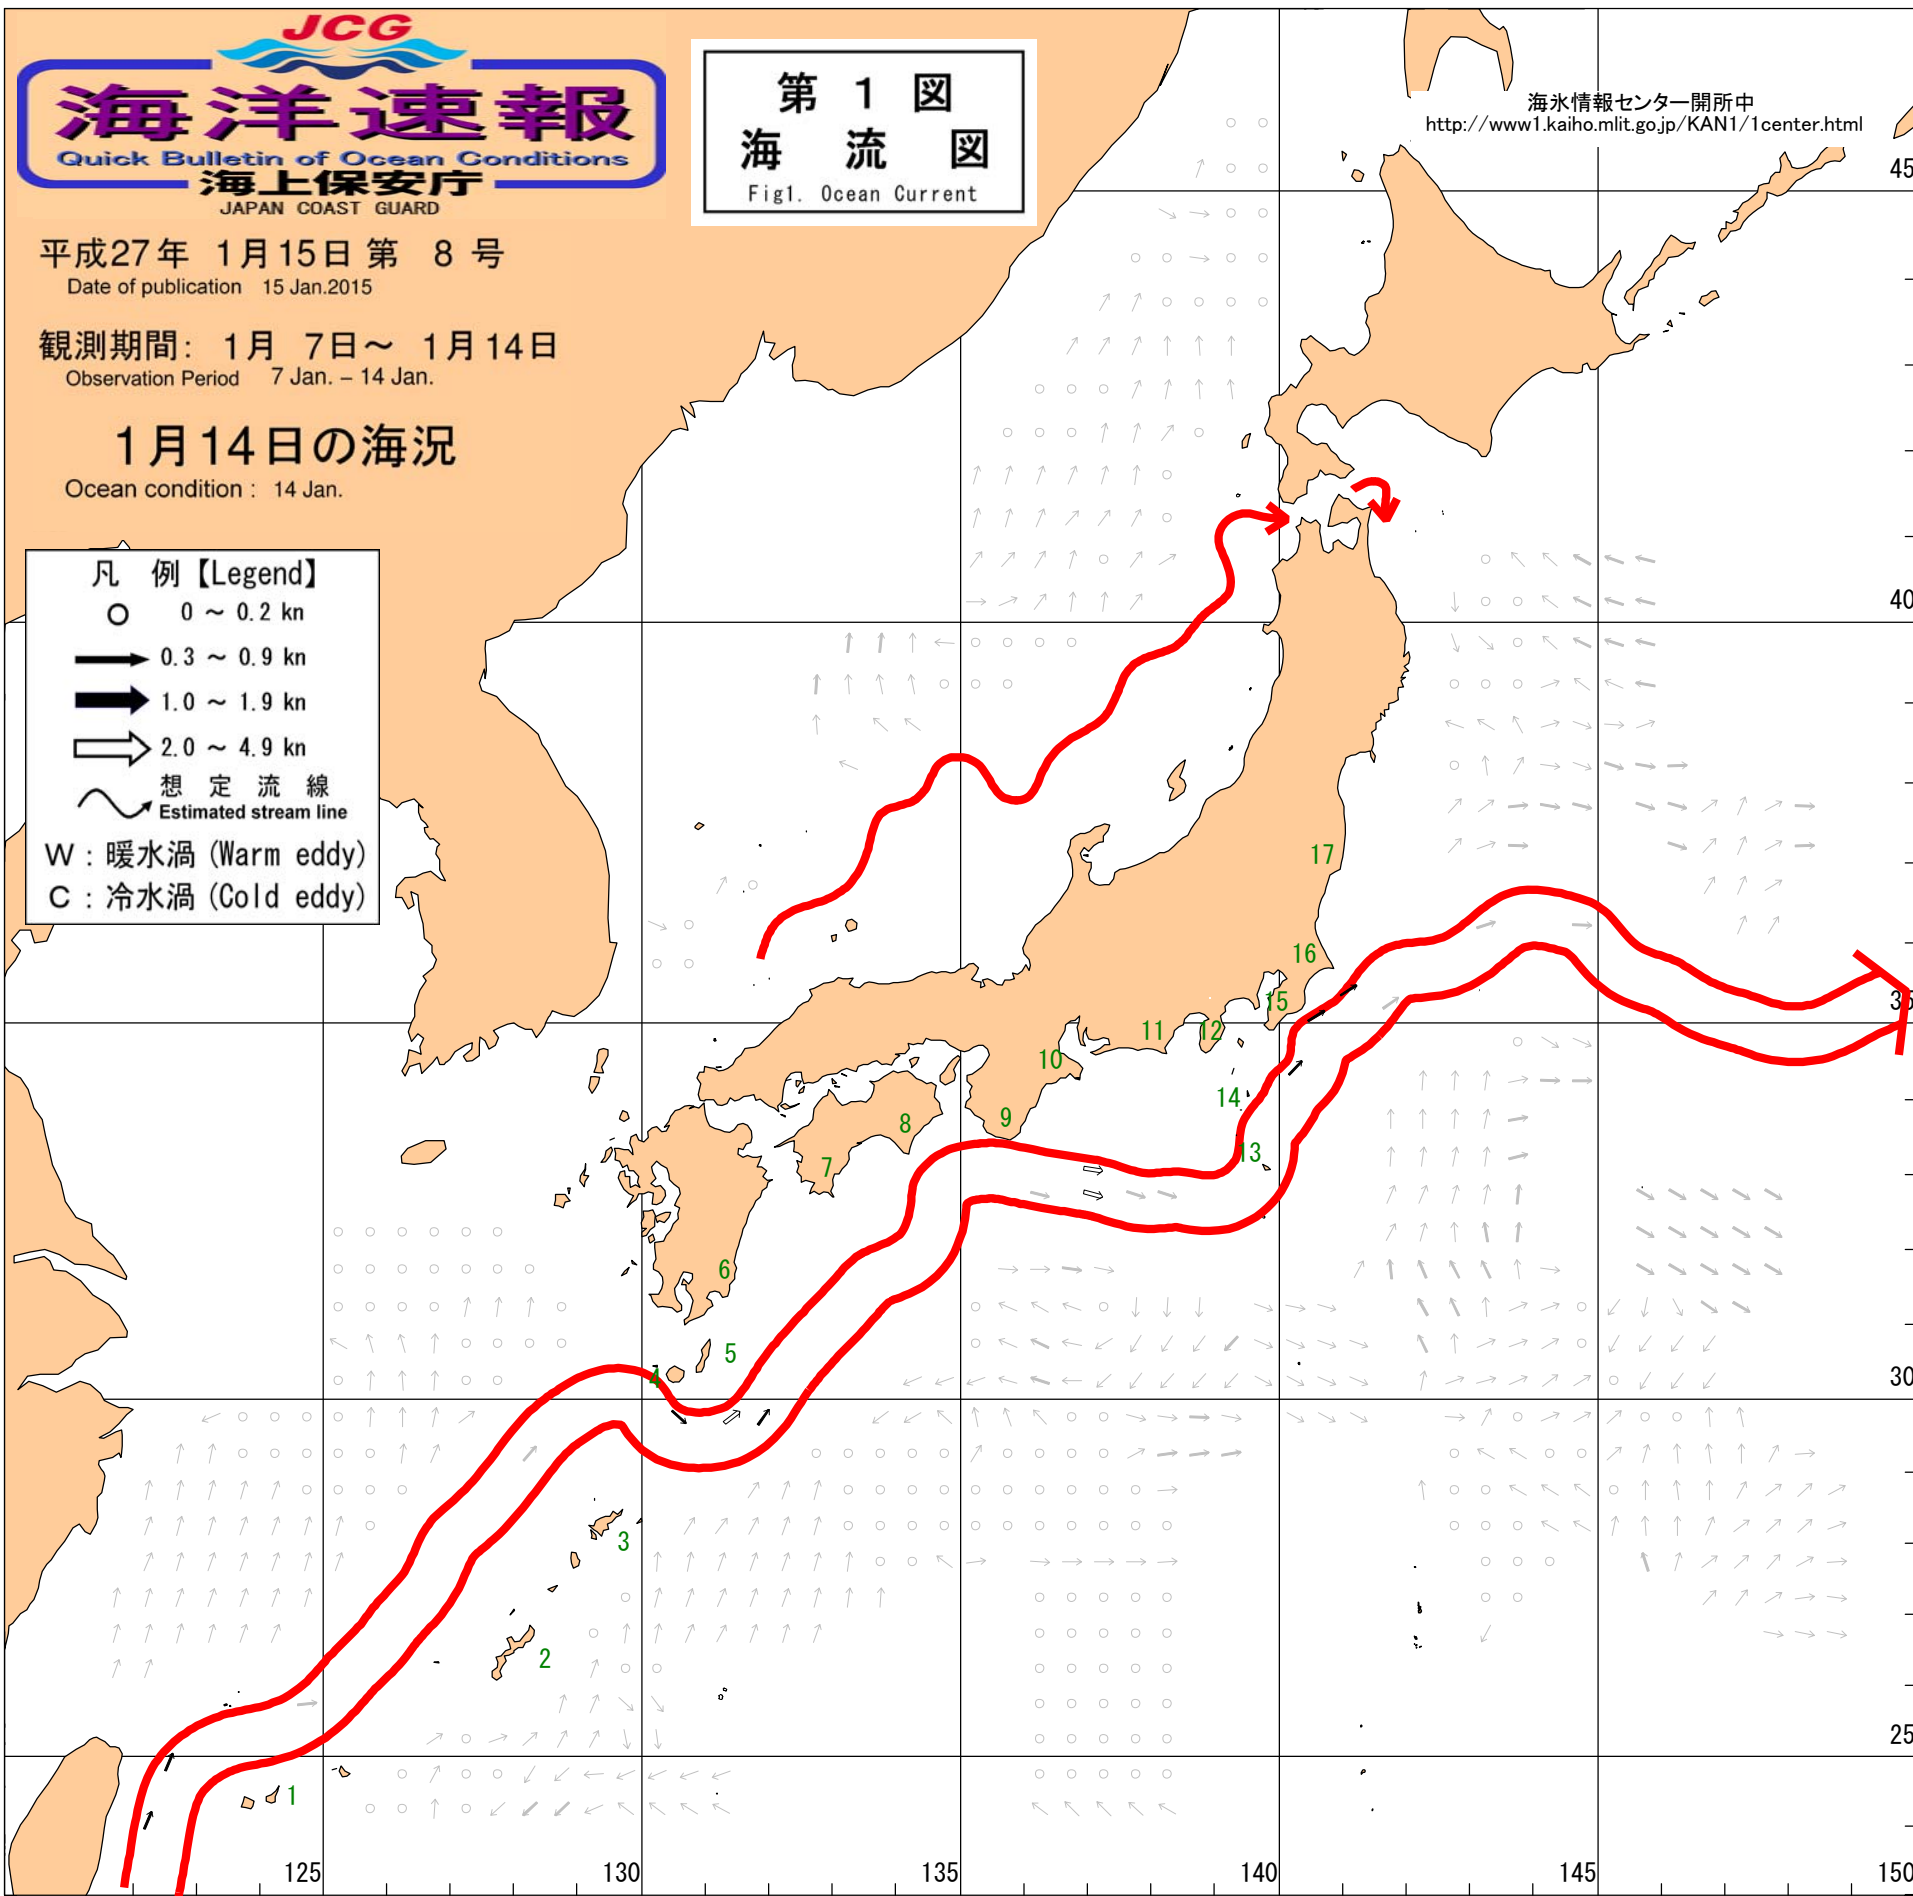 JCG
海洋速報
Quick Bulletin of Ocean Conditions
海上保安庁
JAPAN COAST GUARD
第 1 図
海 流 図
Fig1. Ocean Current
海氷情報センター開所中
http://www1.kaiho.mlit.go.jp/KAN1/1center.html
平成27年 1月15日 第 8 号
Date of publication 15 Jan.2015
観測期間: 1月 7日～ 1月14日
Observation Period 7 Jan. – 14 Jan.
1月14日の海況
Ocean condition : 14 Jan.
凡 例【Legend】
0 ～ 0.2 kn
0.3 ～ 0.9 kn
1.0 ～ 1.9 kn
2.0 ～ 4.9 kn
想 定 流 線
Estimated stream line
W : 暖水渦 (Warm eddy)
C : 冷水渦 (Cold eddy)
45
40
35
30
25
125
130
135
140
145
150
17
16
15
12
11
10
14
13
9
8
7
6
5
4
3
2
1